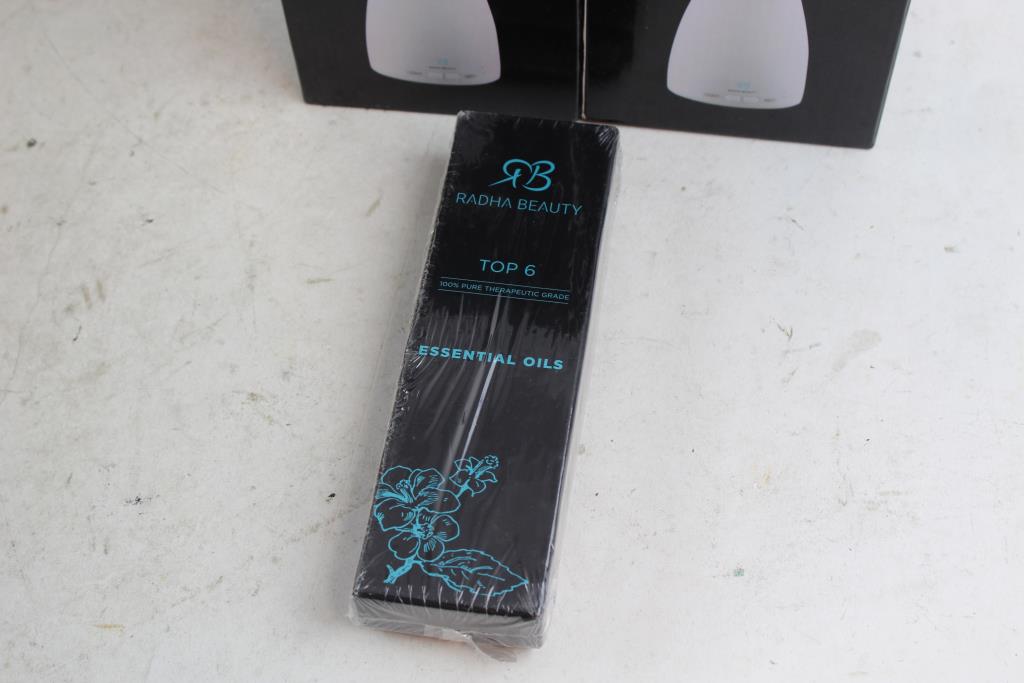 RB
RADHA BEAUTY
TOP 6
100% PURE THERAPEUTIC GRADE
ESSENTIAL OILS